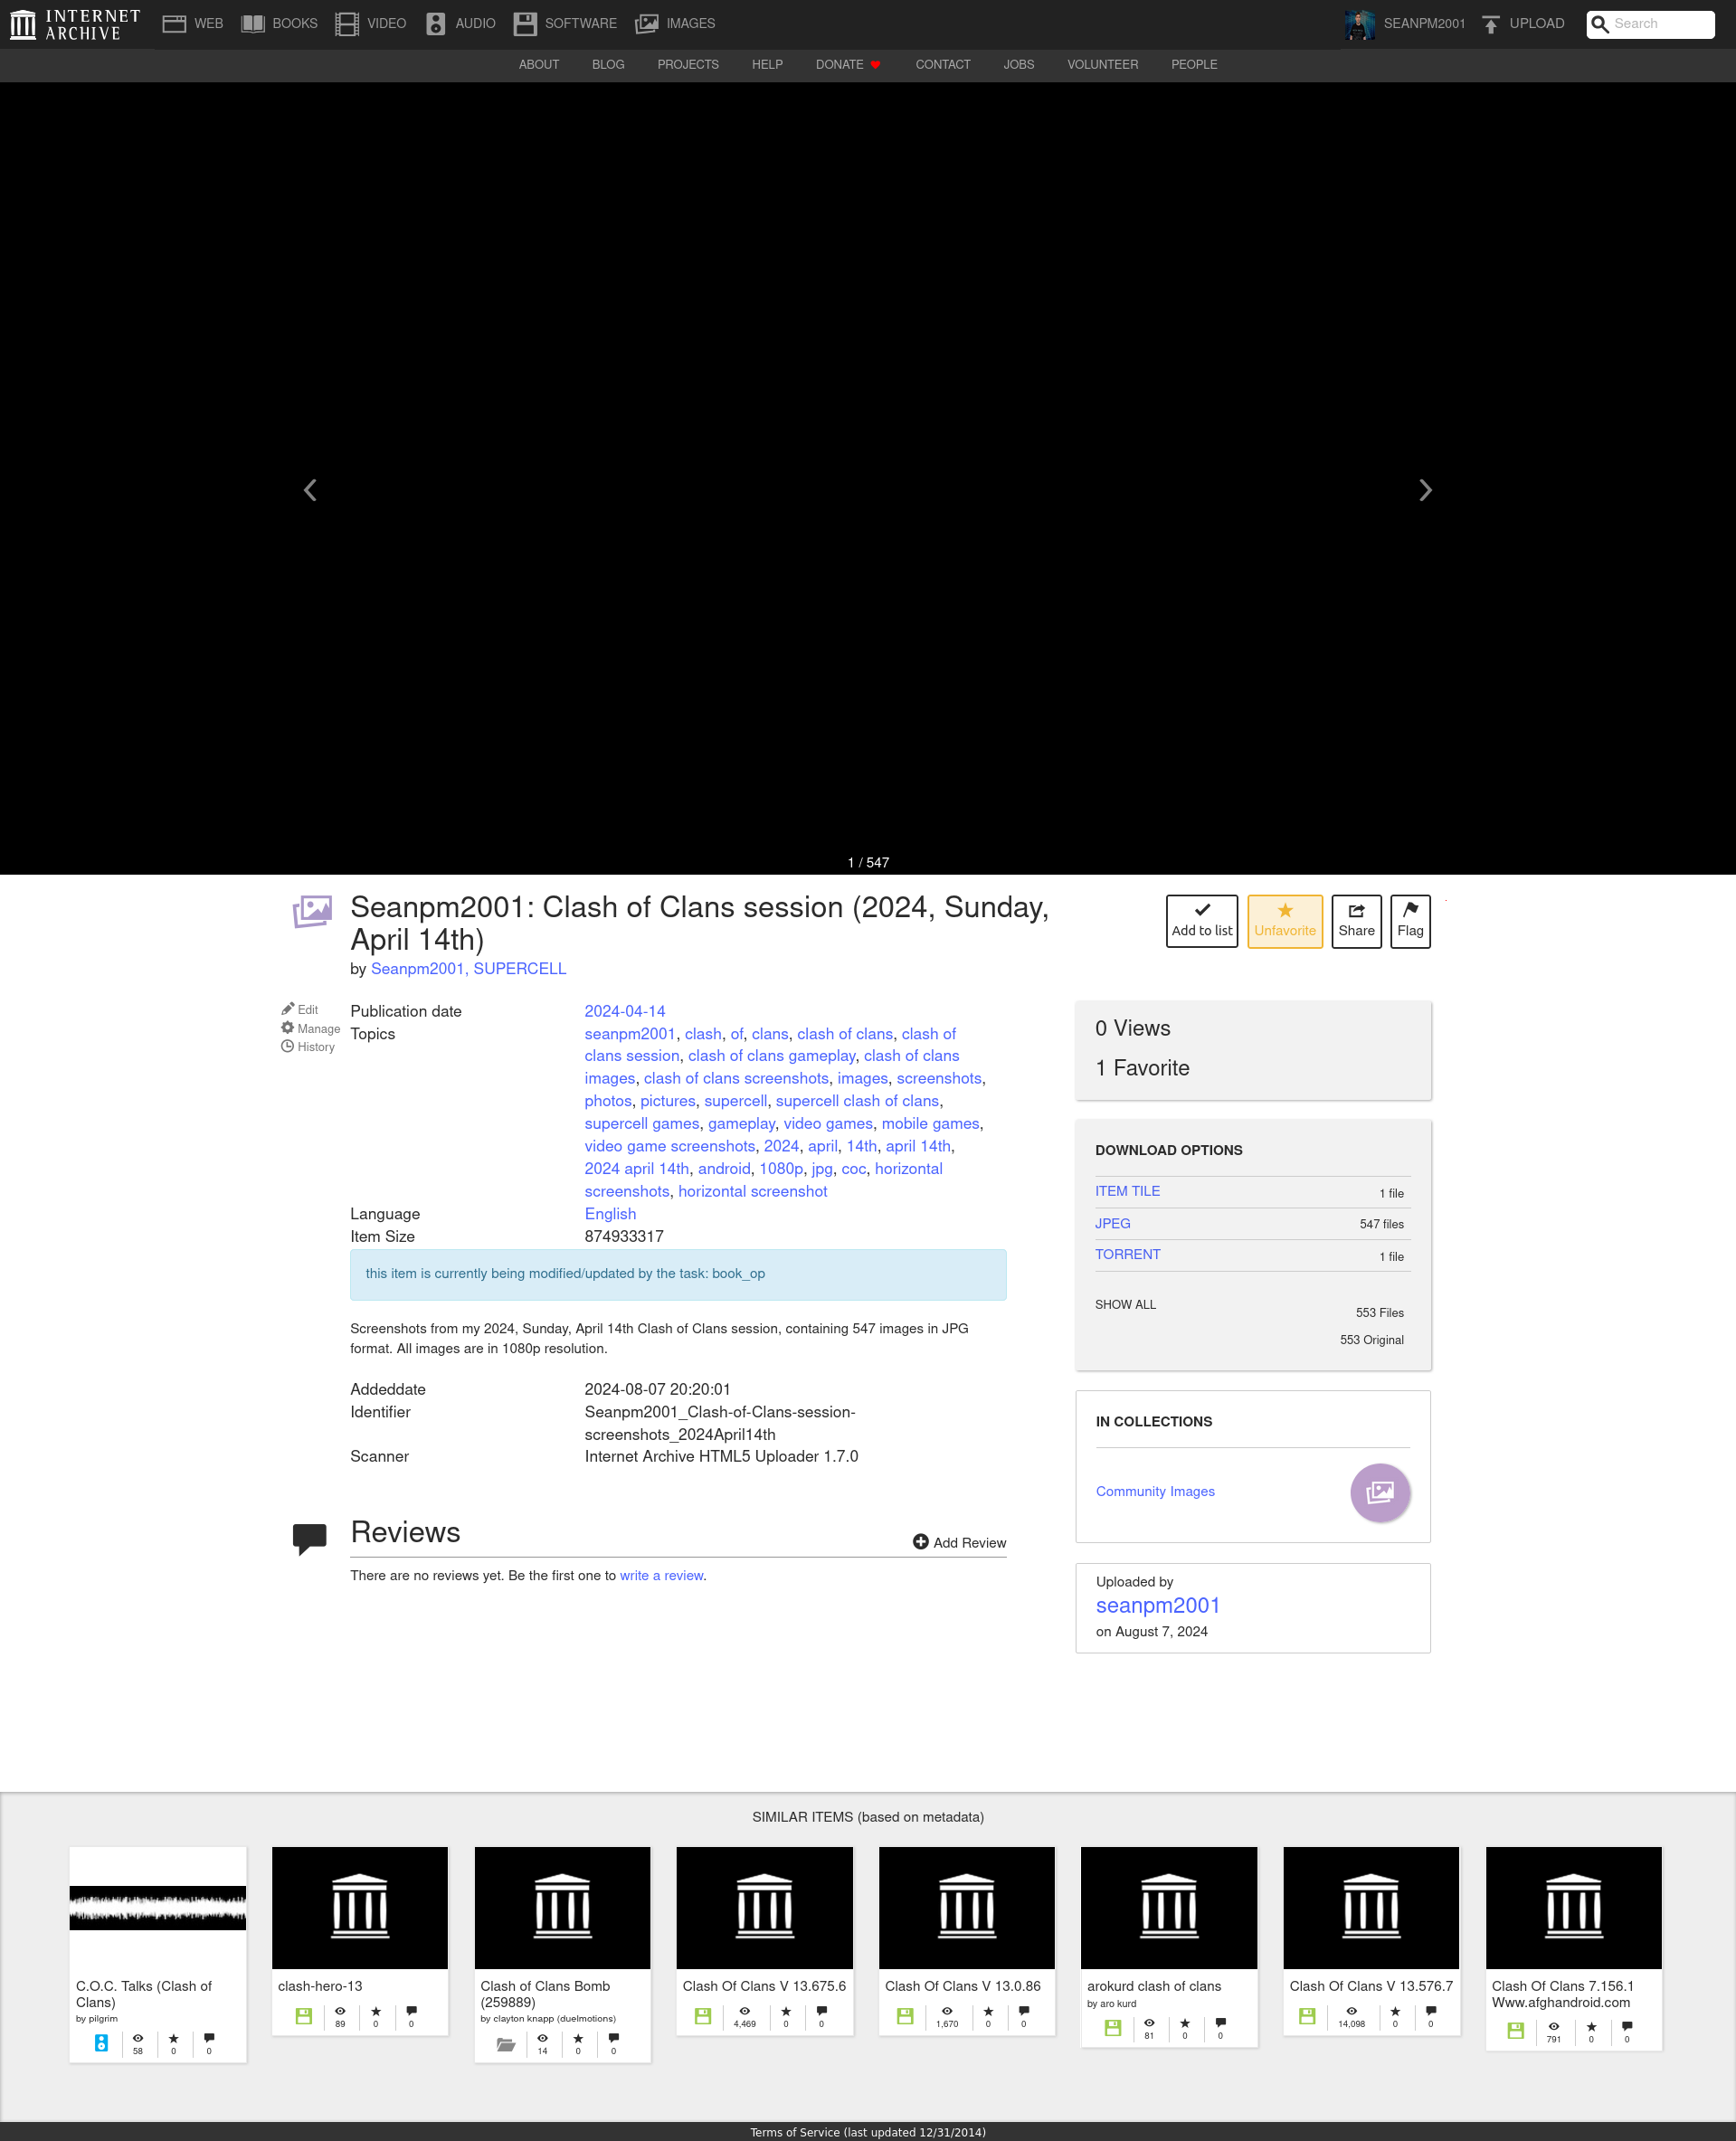 INTERNET ARCHIVE WEB BOOKS VIDEO AUDIO SOFTWARE IMAGES SEANPM2001 UPLOAD Search
ABOUT BLOG PROJECTS HELP DONATE CONTACT JOBS VOLUNTEER PEOPLE
1 / 547
Seanpm2001: Clash of Clans session (2024, Sunday,
April 14th)
by Seanpm2001, SUPERCELL
Add to list Unfavorite Share Flag
Edit
Manage
History
Publication date 2024-04-14
Topics seanpm2001, clash, of, clans, clash of clans, clash of
clans session, clash of clans gameplay, clash of clans
images, clash of clans screenshots, images, screenshots,
photos, pictures, supercell, supercell clash of clans,
supercell games, gameplay, video games, mobile games,
video game screenshots, 2024, april, 14th, april 14th,
2024 april 14th, android, 1080p, jpg, coc, horizontal
screenshots, horizontal screenshot
Language English
Item Size 874933317
this item is currently being modified/updated by the task: book_op
Screenshots from my 2024, Sunday, April 14th Clash of Clans session, containing 547 images in JPG
format. All images are in 1080p resolution.
Addeddate 2024-08-07 20:20:01
Identifier Seanpm2001_Clash-of-Clans-session-
screenshots_2024April14th
Scanner Internet Archive HTML5 Uploader 1.7.0
Reviews
Add Review
There are no reviews yet. Be the first one to write a review.
0 Views
1 Favorite
DOWNLOAD OPTIONS
ITEM TILE 1 file
JPEG 547 files
TORRENT 1 file
SHOW ALL 553 Files
553 Original
IN COLLECTIONS
Community Images
Uploaded by
seanpm2001
on August 7, 2024
SIMILAR ITEMS (based on metadata)
C.O.C. Talks (Clash of
Clans)
by pilgrim
58 0 0
clash-hero-13
89 0 0
Clash of Clans Bomb
(259889)
by clayton knapp (duelmotions)
14 0 0
Clash Of Clans V 13.675.6
4,469 0 0
Clash Of Clans V 13.0.86
1,670 0 0
arokurd clash of clans
by aro kurd
81 0 0
Clash Of Clans V 13.576.7
14,098 0 0
Clash Of Clans 7.156.1
Www.afghandroid.com
791 0 0
Terms of Service (last updated 12/31/2014)